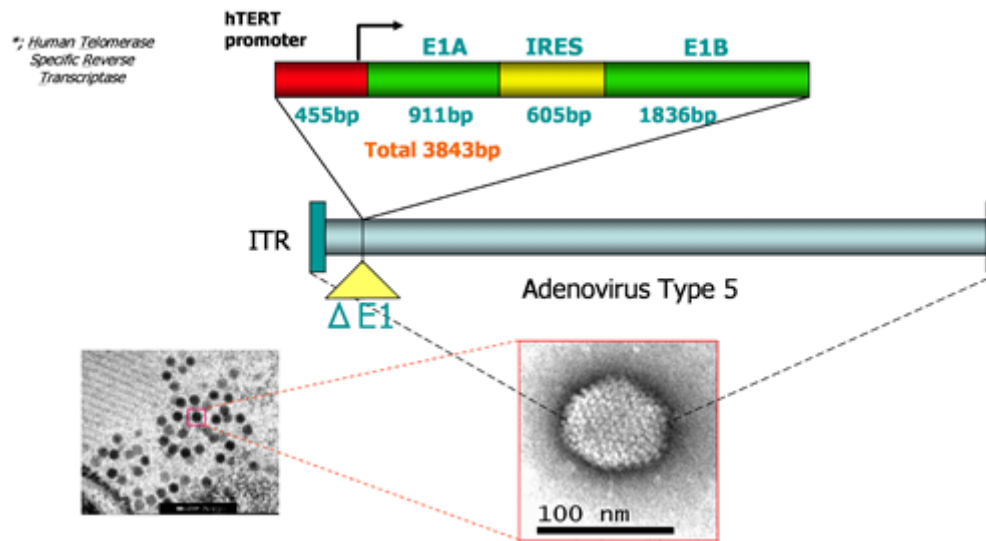 *; Human Telomerase
Specific Reverse
Transcriptase
hTERT
promoter
E1A IRES E1B
455bp 911bp 605bp 1836bp
Total 3843bp
ITR
Adenovirus Type 5
Δ E1
100 nm